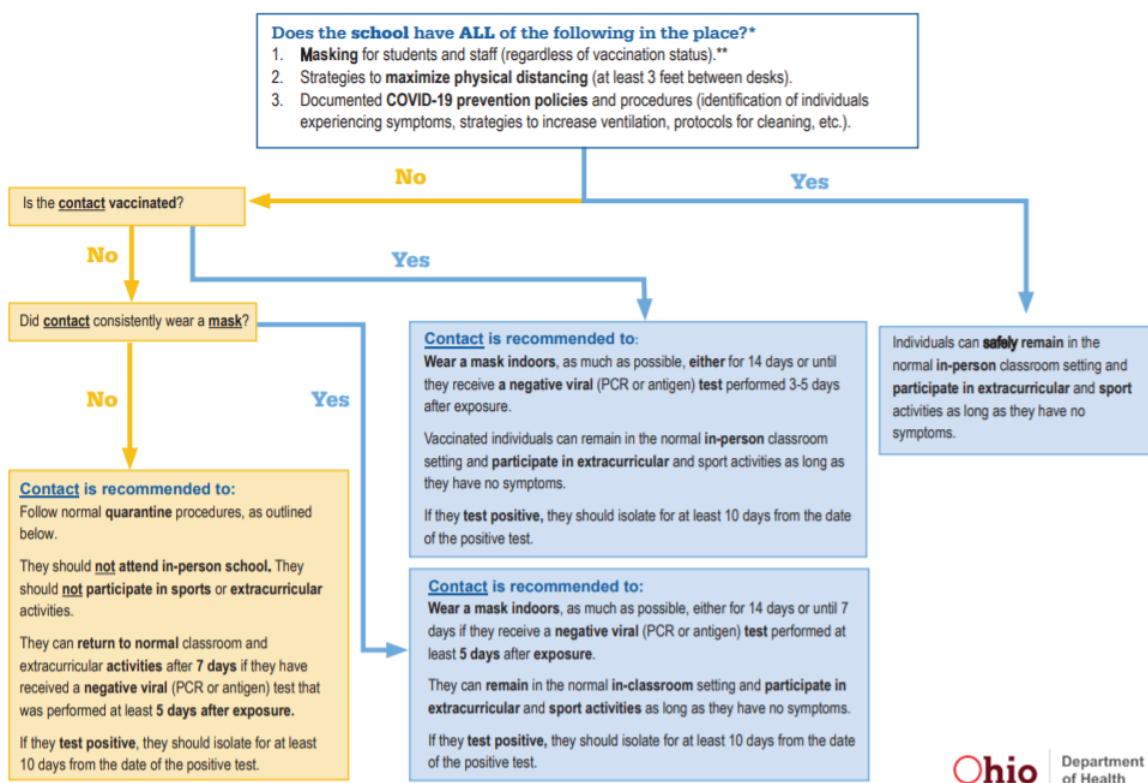 Does the school have ALL of the following in the place?*
1. Masking for students and staff (regardless of vaccination status).**
2. Strategies to maximize physical distancing (at least 3 feet between desks).
3. Documented COVID-19 prevention policies and procedures (identification of individuals
experiencing symptoms, strategies to increase ventilation, protocols for cleaning, etc.).
No
Yes
Is the contact vaccinated?
No
Yes
Did contact consistently wear a mask?
No
Yes
Contact is recommended to:
Wear a mask indoors, as much as possible, either for 14 days or until
they receive a negative viral (PCR or antigen) test performed 3-5 days
after exposure.
Vaccinated individuals can remain in the normal in-person classroom
setting and participate in extracurricular and sport activities as long as
they have no symptoms.
If they test positive, they should isolate for at least 10 days from the date
of the positive test.
Individuals can safely remain in the
normal in-person classroom setting and
participate in extracurricular and sport
activities as long as they have no
symptoms.
Contact is recommended to:
Follow normal quarantine procedures, as outlined
below.
They should not attend in-person school. They
should not participate in sports or extracurricular
activities.
They can return to normal classroom and
extracurricular activities after 7 days if they have
received a negative viral (PCR or antigen) test that
was performed at least 5 days after exposure.
If they test positive, they should isolate for at least
10 days from the date of the positive test.
Contact is recommended to:
Wear a mask indoors, as much as possible, either for 14 days or until 7
days if they receive a negative viral (PCR or antigen) test performed at
least 5 days after exposure.
They can remain in the normal in-classroom setting and participate in
extracurricular and sport activities as long as they have no symptoms.
If they test positive, they should isolate for at least 10 days from the date
of the positive test.
Ohio
Department
of Health